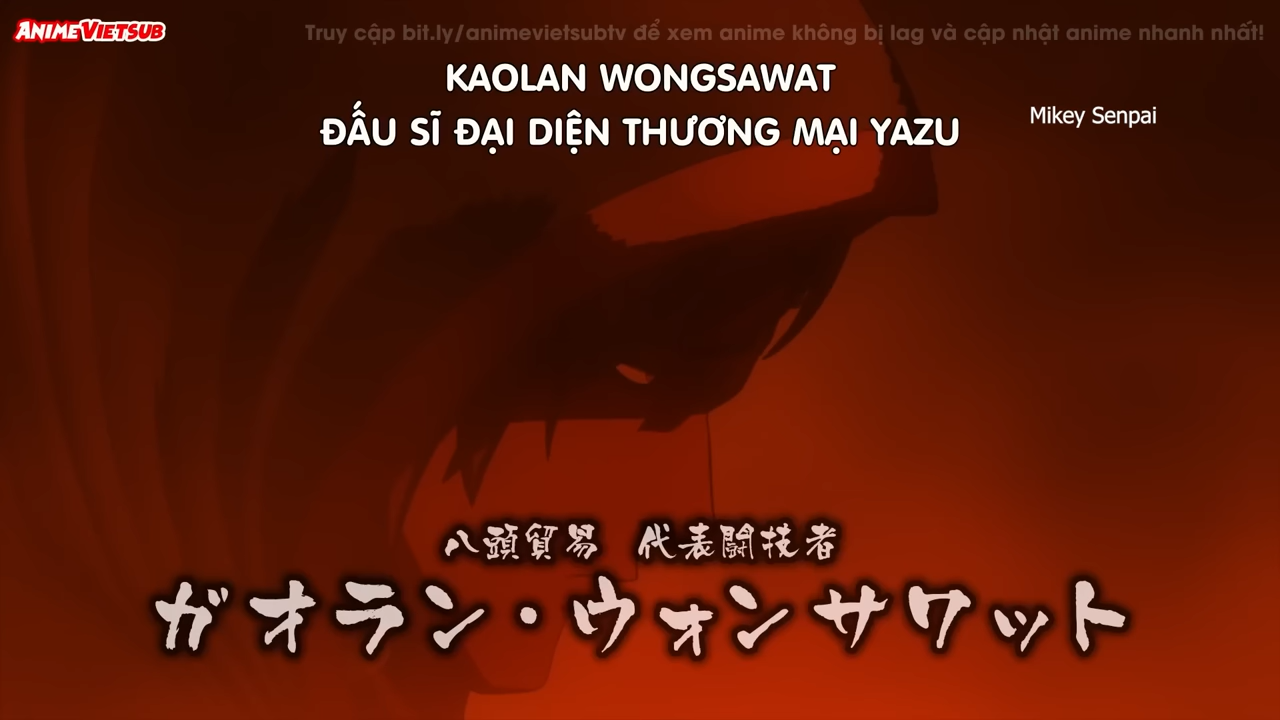 ANIMEVIETSUB
Truy cập bit.ly/animevietsubtv để xem anime không bị lag và cập nhật anime nhanh nhất!
KAOLAN WONGSAWAT
ĐẤU SĨ ĐẠI DIỆN THƯƠNG MẠI YAZU
Mikey Senpai
八頭貿易 代表闘技者
ガオラン・ウォンサワット